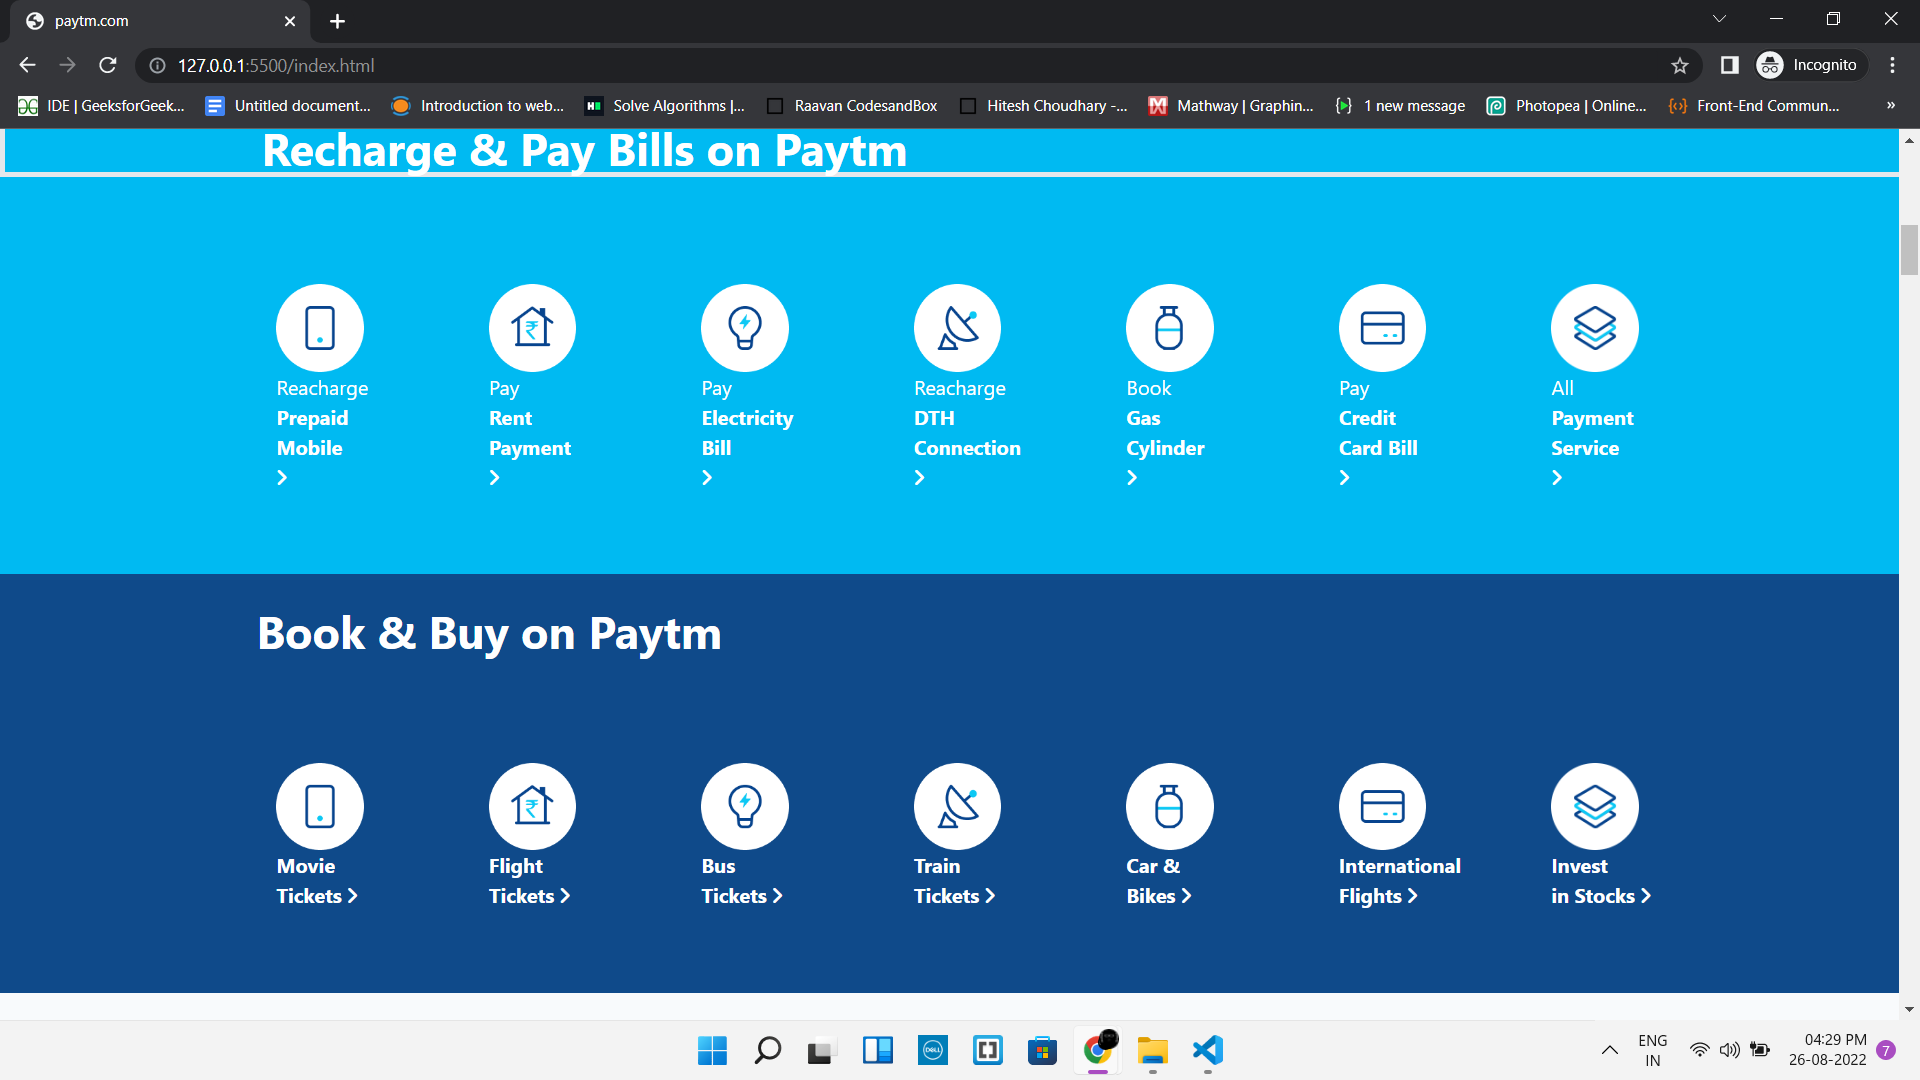 paytm.com
127.0.0.1:5500/index.html
Incognito
IDE | GeeksforGeek...
Untitled document...
Introduction to web...
Solve Algorithms |...
Raavan CodesandBox
Hitesh Choudhary -...
Mathway | Graphin...
1 new message
Photopea | Online...
Front-End Commun...
»
Recharge & Pay Bills on Paytm
Reacharge
Prepaid
Mobile
Pay
Rent
Payment
Pay
Electricity
Bill
Reacharge
DTH
Connection
Book
Gas
Cylinder
Pay
Credit
Card Bill
All
Payment
Service
Book & Buy on Paytm
Movie
Tickets
Flight
Tickets
Bus
Tickets
Train
Tickets
Car &
Bikes
International
Flights
Invest
in Stocks
DELL
ENG
IN
04:29 PM
26-08-2022
7